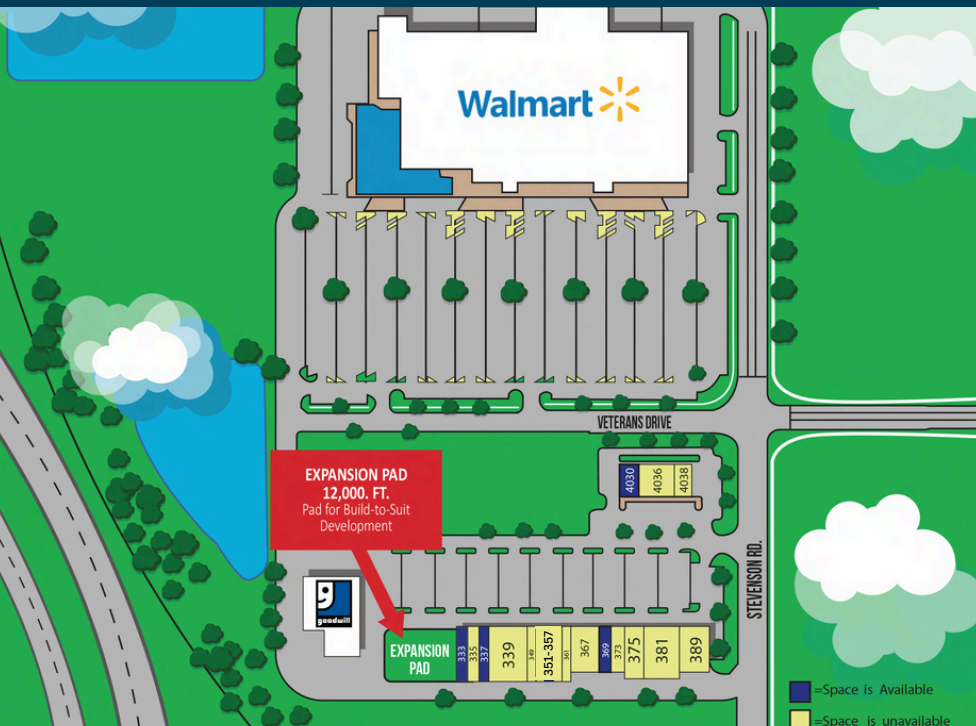 Walmart
VETERANS DRIVE
EXPANSION PAD
12,000. FT.
Pad for Build-to-Suit
Development
4030
4036
4038
STEVENSON RD.
goodwill
EXPANSION
PAD
333
335
337
339
349
351-357
361
367
369
373
375
381
389
=Space is Available
=Space is unavailable